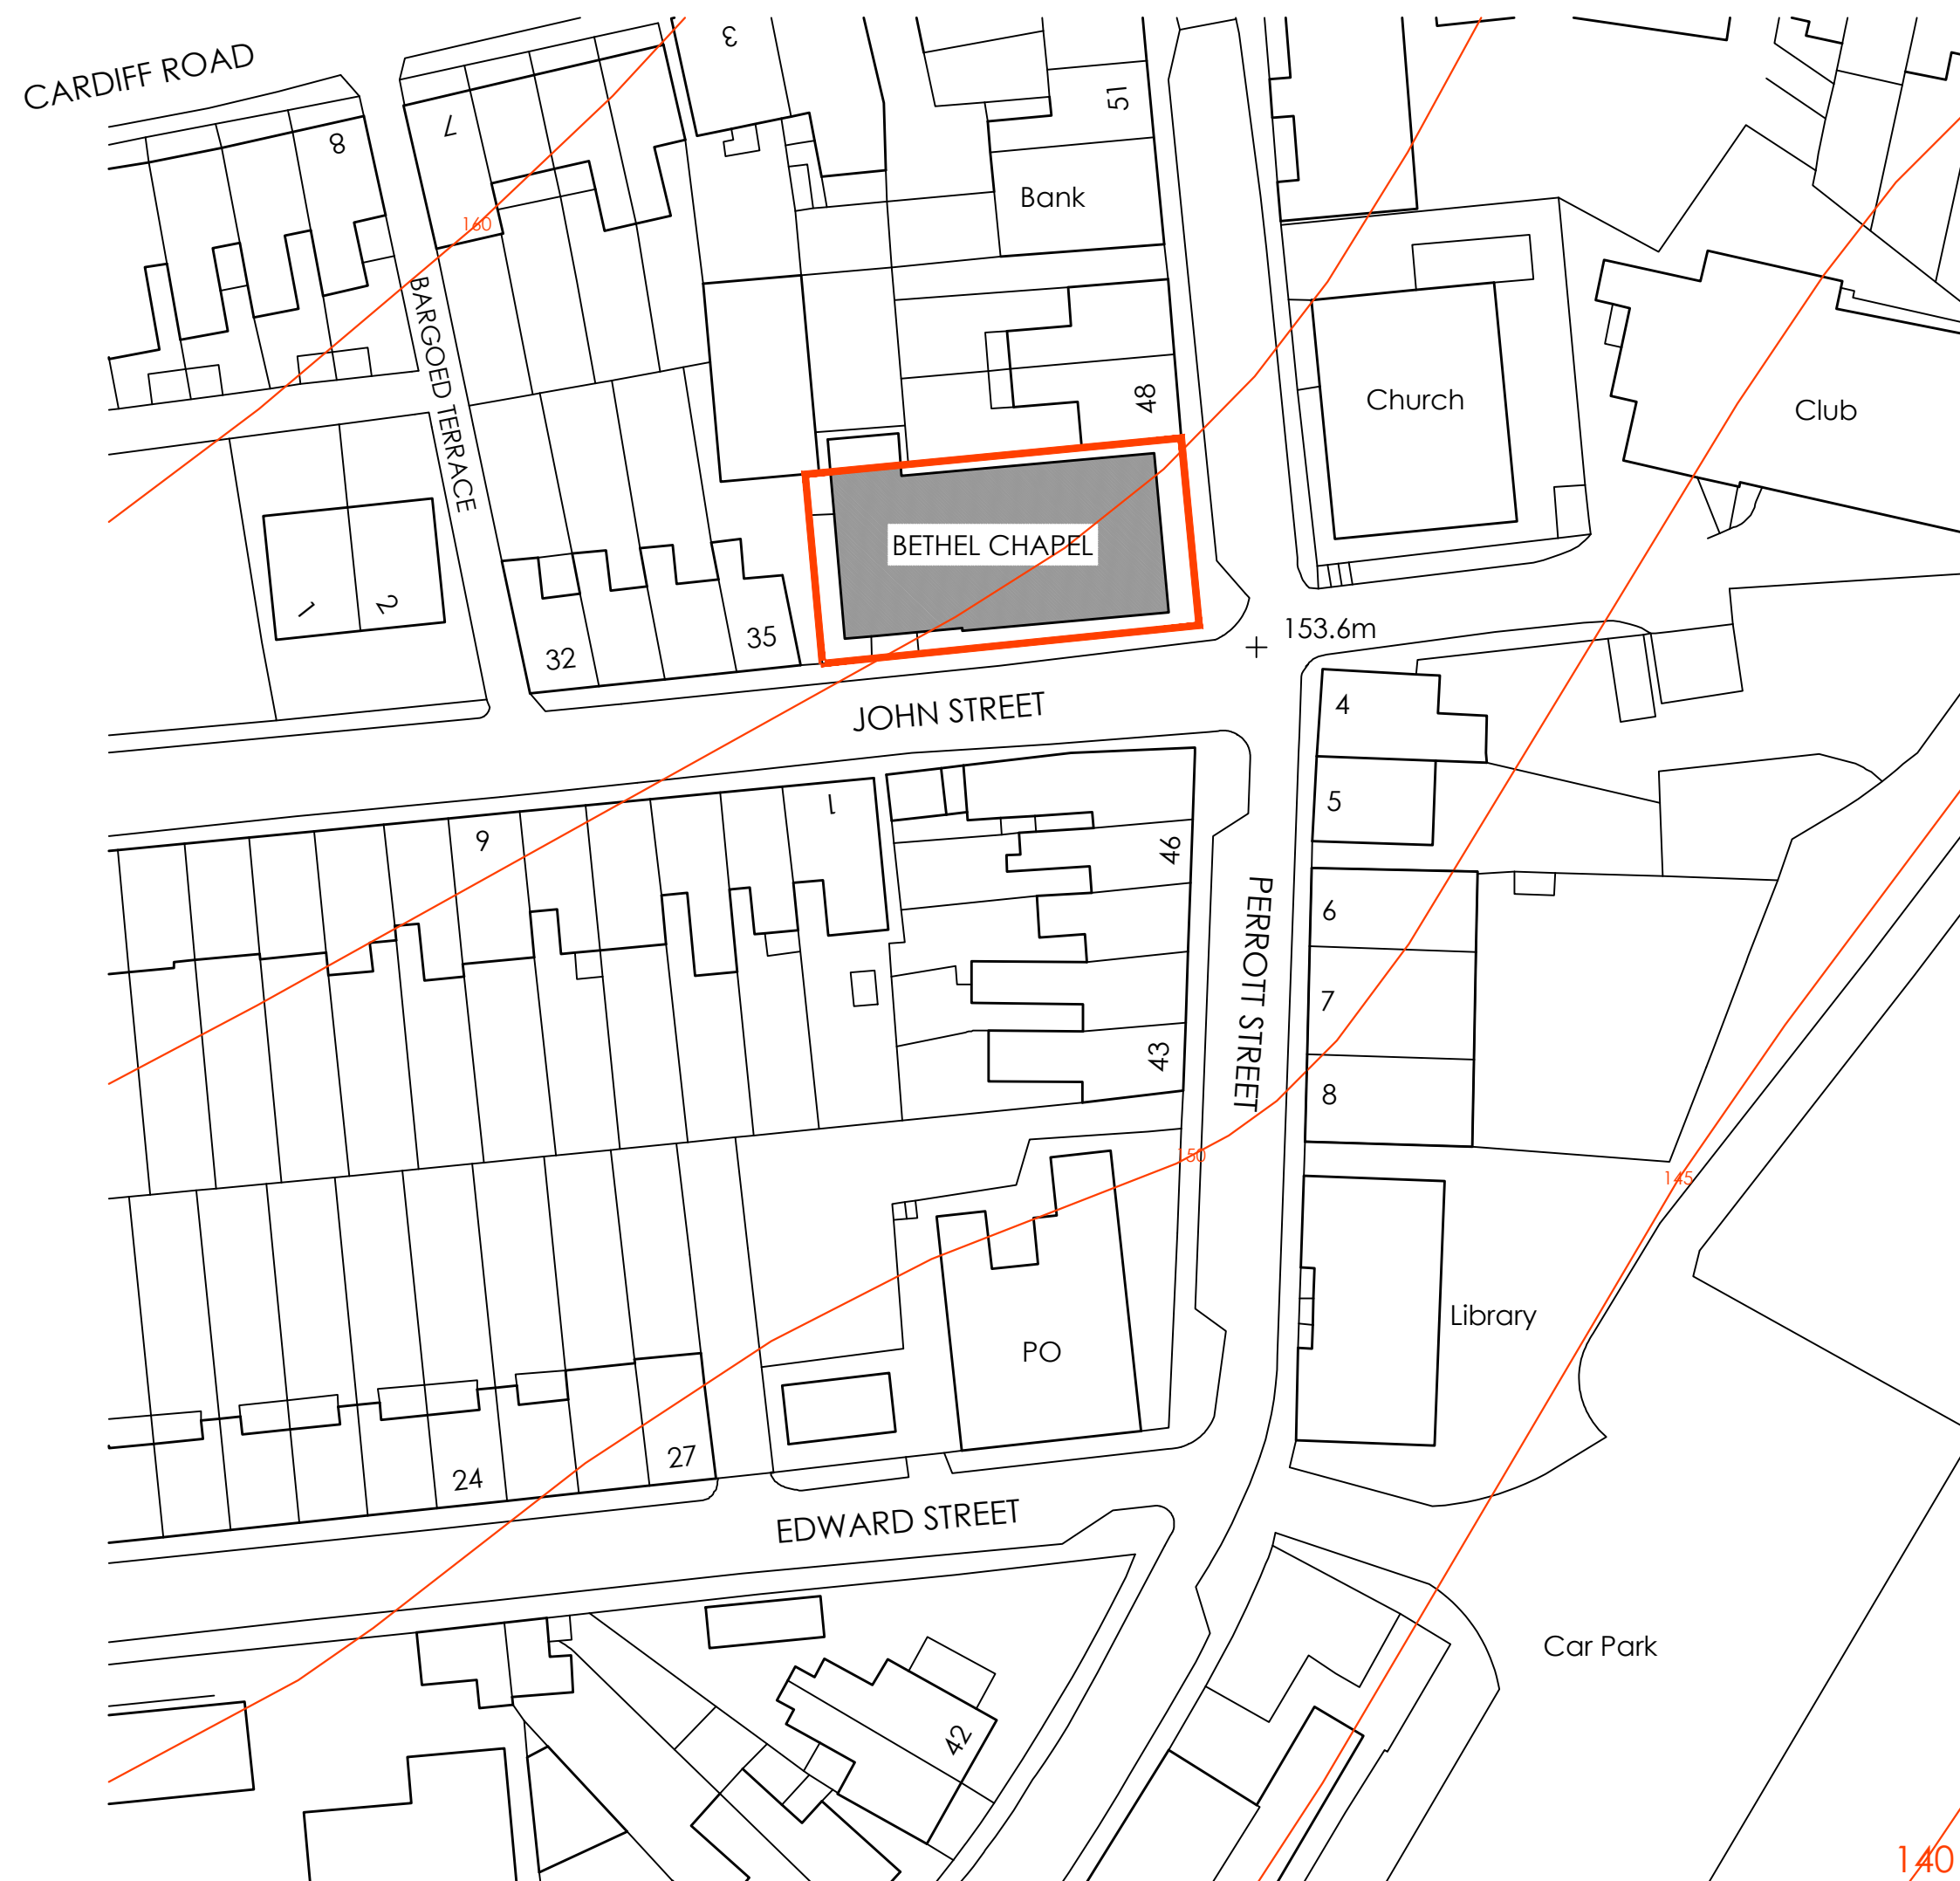 CARDIFF ROAD
3
51
7
8
Bank
160
BARGOED TERRACE
48
Church
Club
BETHEL CHAPEL
1
2
32
35
153.6m
JOHN STREET
4
5
1
9
46
6
PERROTT STREET
7
43
8
150
145
Library
PO
27
24
EDWARD STREET
Car Park
42
140